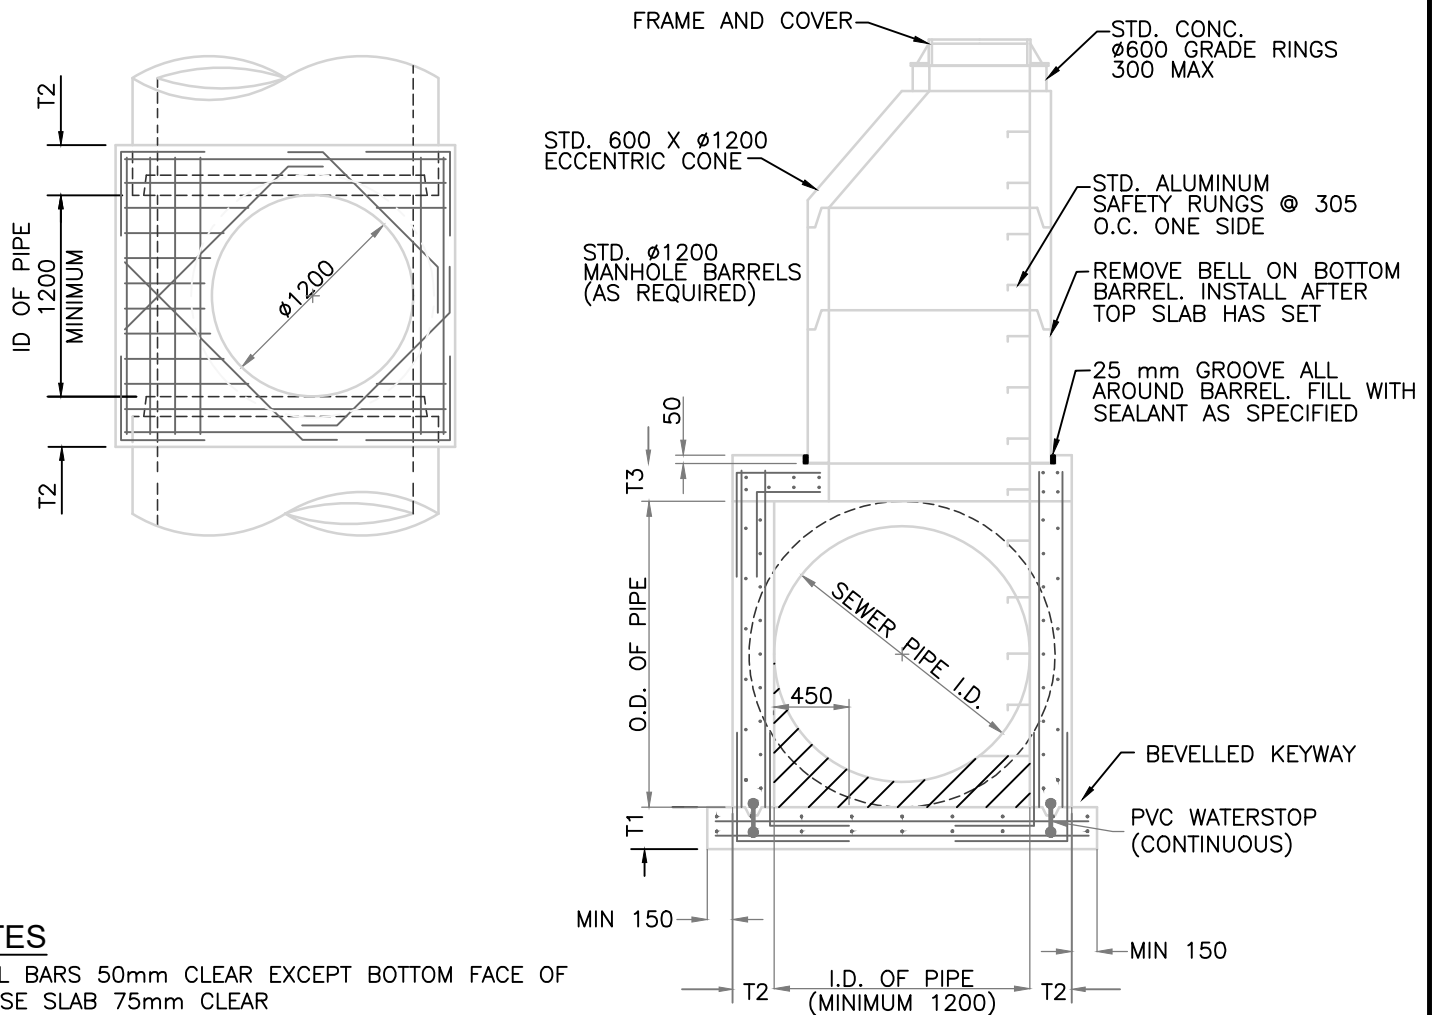 FRAME AND COVER
STD. CONC.
Ø600 GRADE RINGS
300 MAX
T2
STD. 600 X Ø1200
ECCENTRIC CONE
STD. ALUMINUM
SAFETY RUNGS @ 305
O.C. ONE SIDE
ID OF PIPE
1200
MINIMUM
Ø1200
STD. Ø1200
MANHOLE BARRELS
(AS REQUIRED)
REMOVE BELL ON BOTTOM
BARREL. INSTALL AFTER
TOP SLAB HAS SET
25 mm GROOVE ALL
AROUND BARREL. FILL WITH
SEALANT AS SPECIFIED
50
T3
T2
O.D. OF PIPE
SEWER PIPE I.D.
450
BEVELLED KEYWAY
T1
PVC WATERSTOP
(CONTINUOUS)
MIN 150
MIN 150
T2
I.D. OF PIPE
(MINIMUM 1200)
T2
TES
L BARS 50mm CLEAR EXCEPT BOTTOM FACE OF
SE SLAB 75mm CLEAR